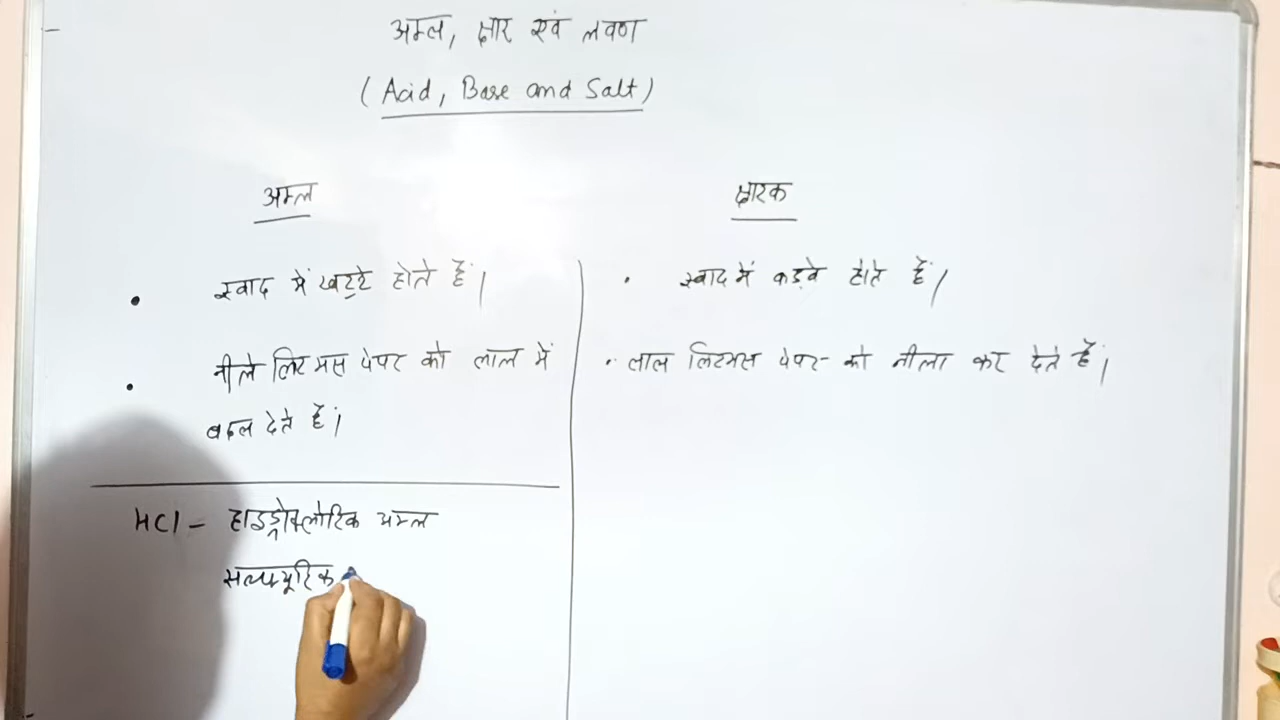 अम्ल, क्षार एवं लवण
(Acid, Base and Salt)
अम्ल
• स्वाद में खट्टे होते हैं।
• नीले लिटमस पेपर को लाल में
बदल देते हैं।
HCl - हाइड्रोक्लोरिक अम्ल
सल्फ्यूरिक
क्षारक
• स्वाद में कड़वे होते हैं।
• लाल लिटमस पेपर को नीला कर देते हैं।